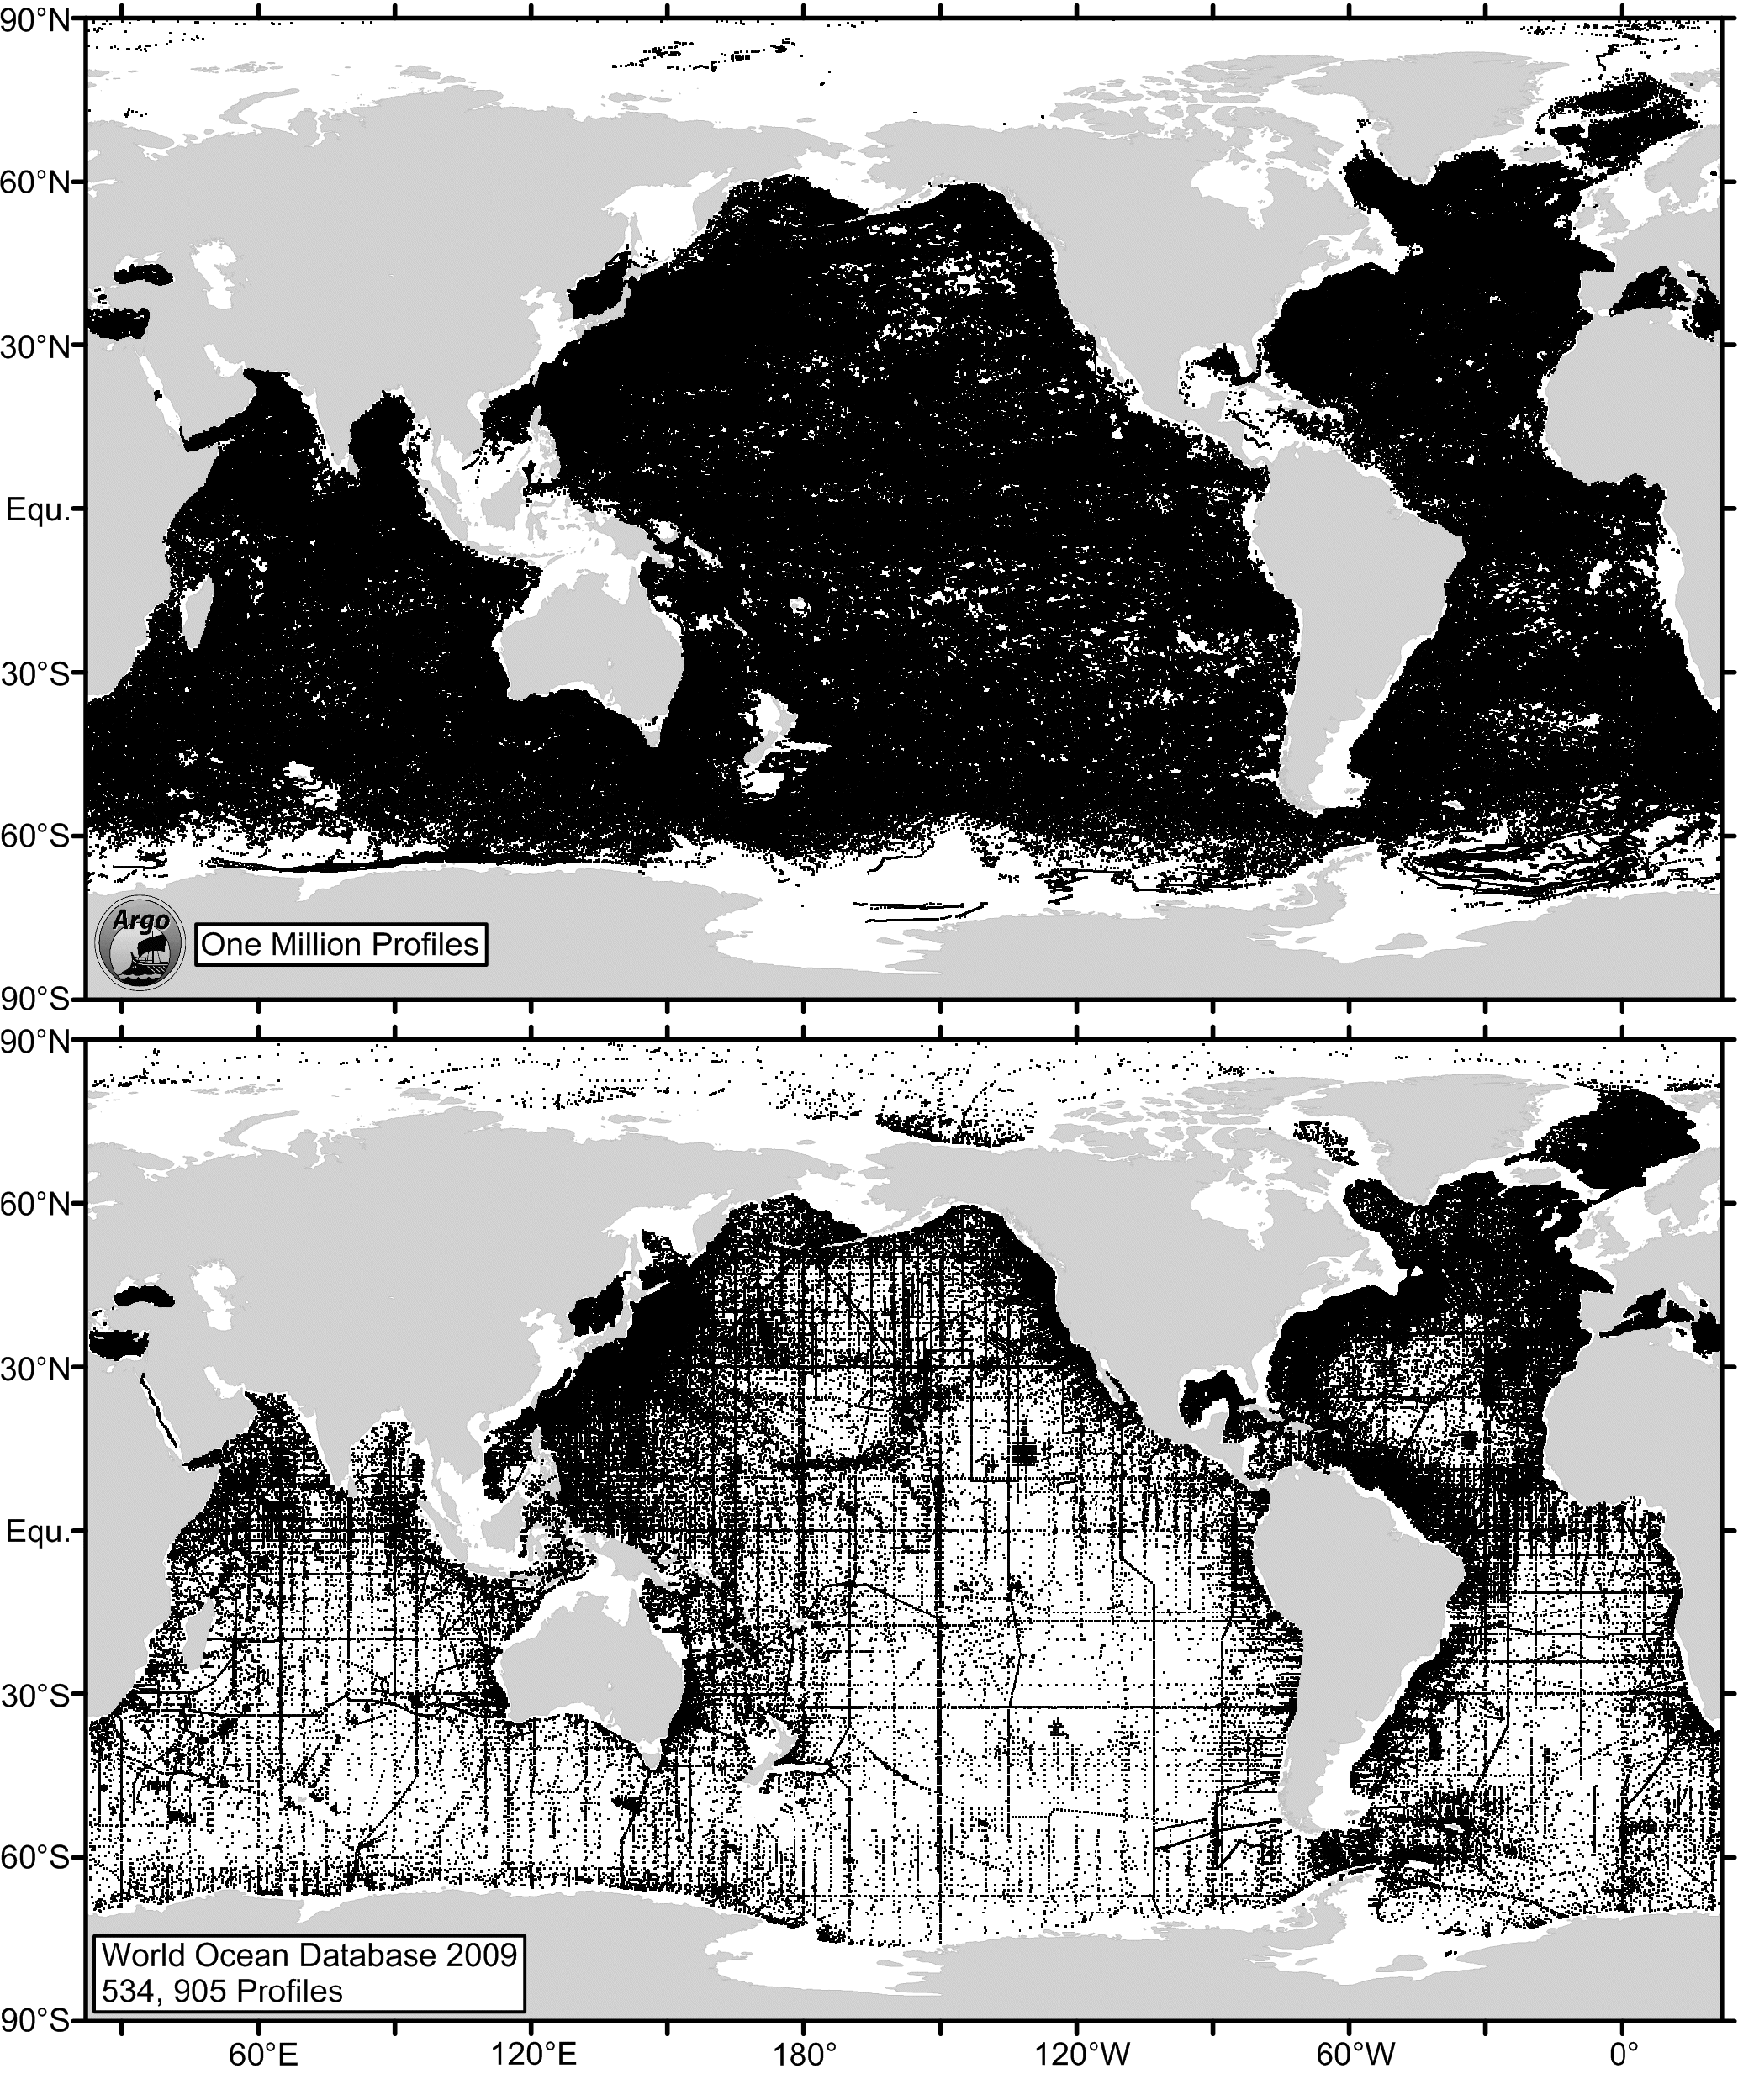 90°N
60°N
30°N
Equ.
30°S
60°S
Argo
One Million Profiles
90°S
90°N
60°N
30°N
Equ.
30°S
60°S
World Ocean Database 2009
534, 905 Profiles
90°S
60°E 120°E 180° 120°W 60°W 0°